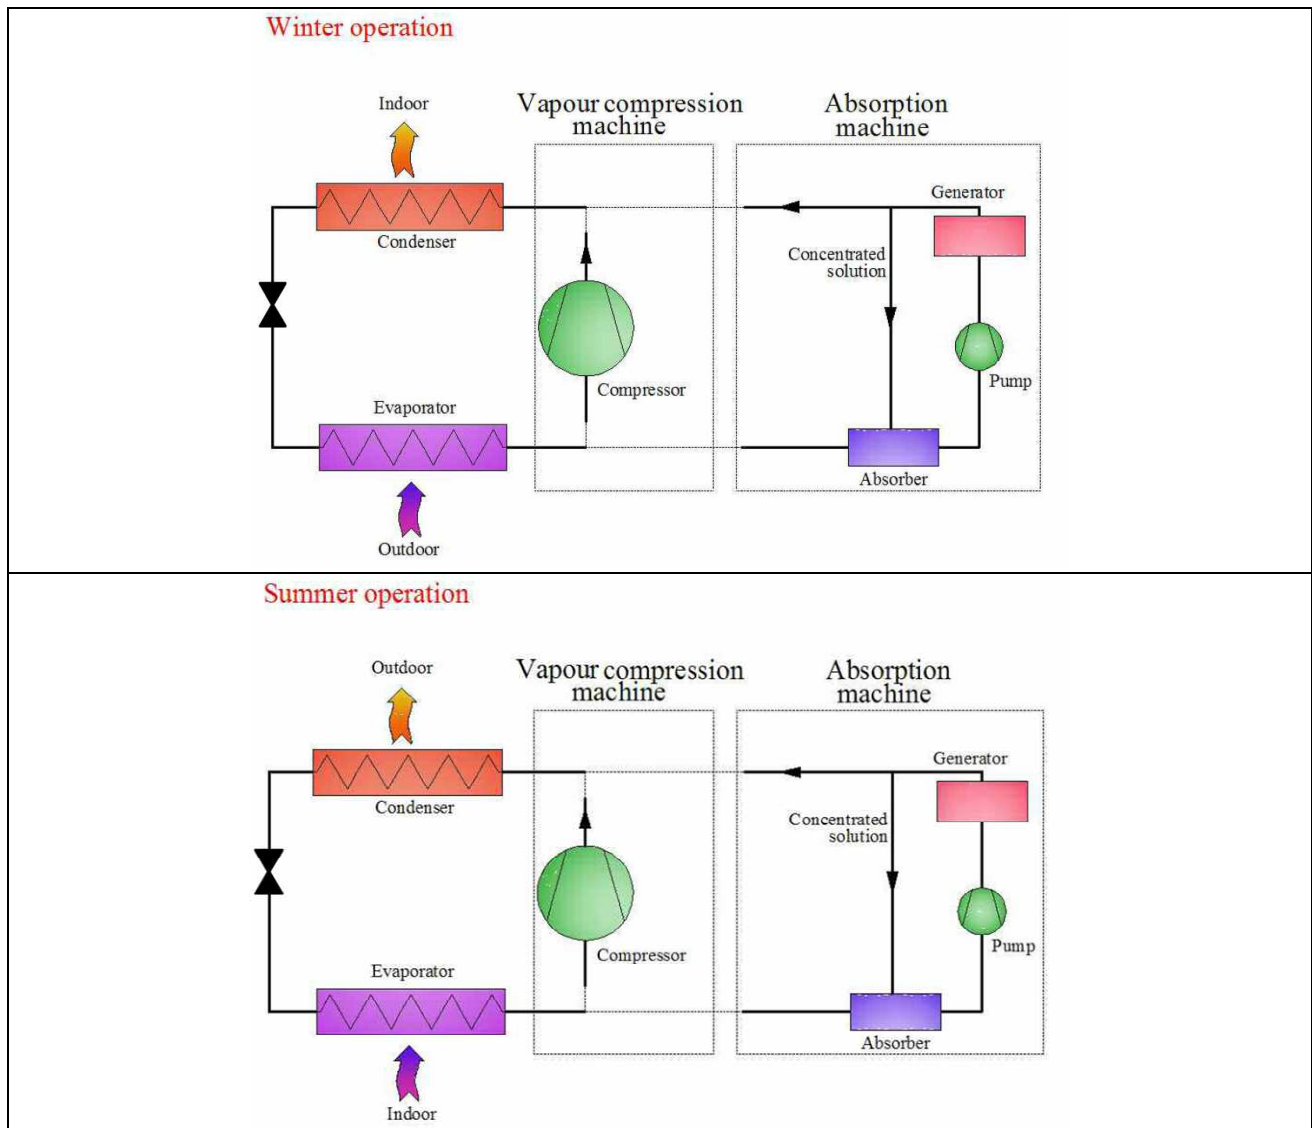 Winter operation
Indoor
Vapour compression
machine
Absorption
machine
Generator
Condenser
Concentrated
solution
Compressor
Pump
Evaporator
Absorber
Outdoor
Summer operation
Outdoor
Vapour compression
machine
Absorption
machine
Generator
Condenser
Concentrated
solution
Compressor
Pump
Evaporator
Absorber
Indoor